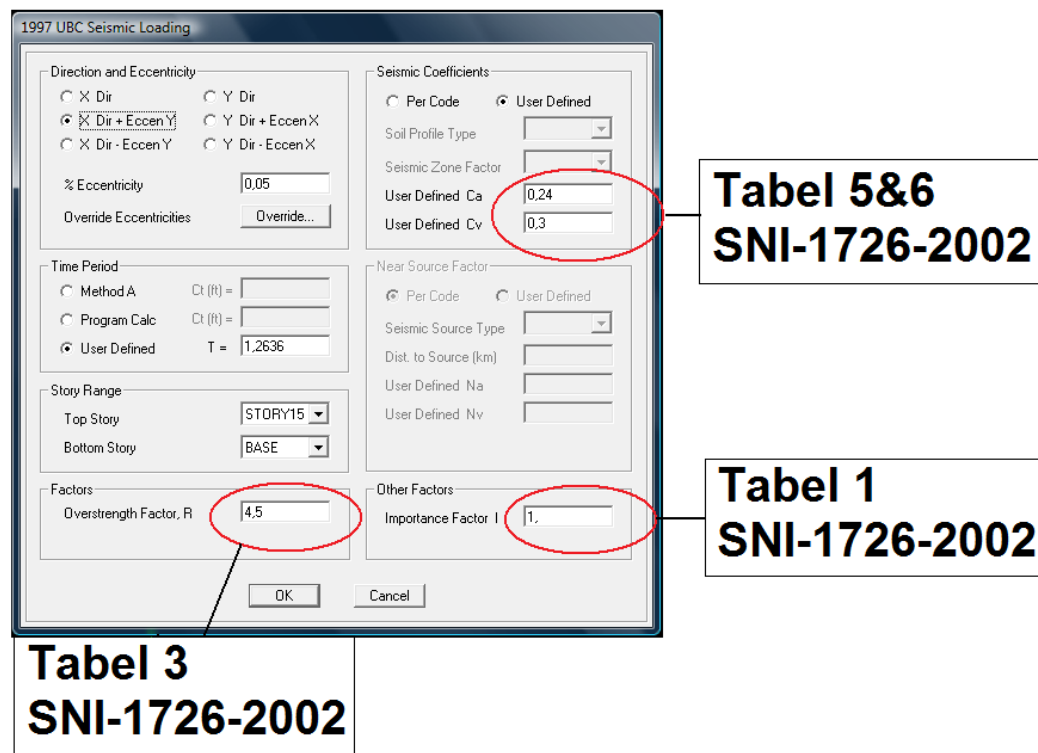 1997 UBC Seismic Loading
Direction and Eccentricity
X Dir
Y Dir
X Dir + Eccen Y
Y Dir + Eccen X
X Dir - Eccen Y
Y Dir - Eccen X
% Eccentricity
0,05
Override Eccentricities
Override...
Time Period
Method A
Ct (ft) =
Program Calc
Ct (ft) =
User Defined
T =
1,2636
Story Range
Top Story
STORY15
Bottom Story
BASE
Factors
Overstrength Factor, R
4,5
Seismic Coefficients
Per Code
User Defined
Soil Profile Type
Seismic Zone Factor
User Defined Ca
0,24
User Defined Cv
0,3
Near Source Factor
Per Code
User Defined
Seismic Source Type
Dist. to Source (km)
User Defined Na
User Defined Nv
Other Factors
Importance Factor I
1,
OK
Cancel
Tabel 5&6
SNI-1726-2002
Tabel 1
SNI-1726-2002
Tabel 3
SNI-1726-2002